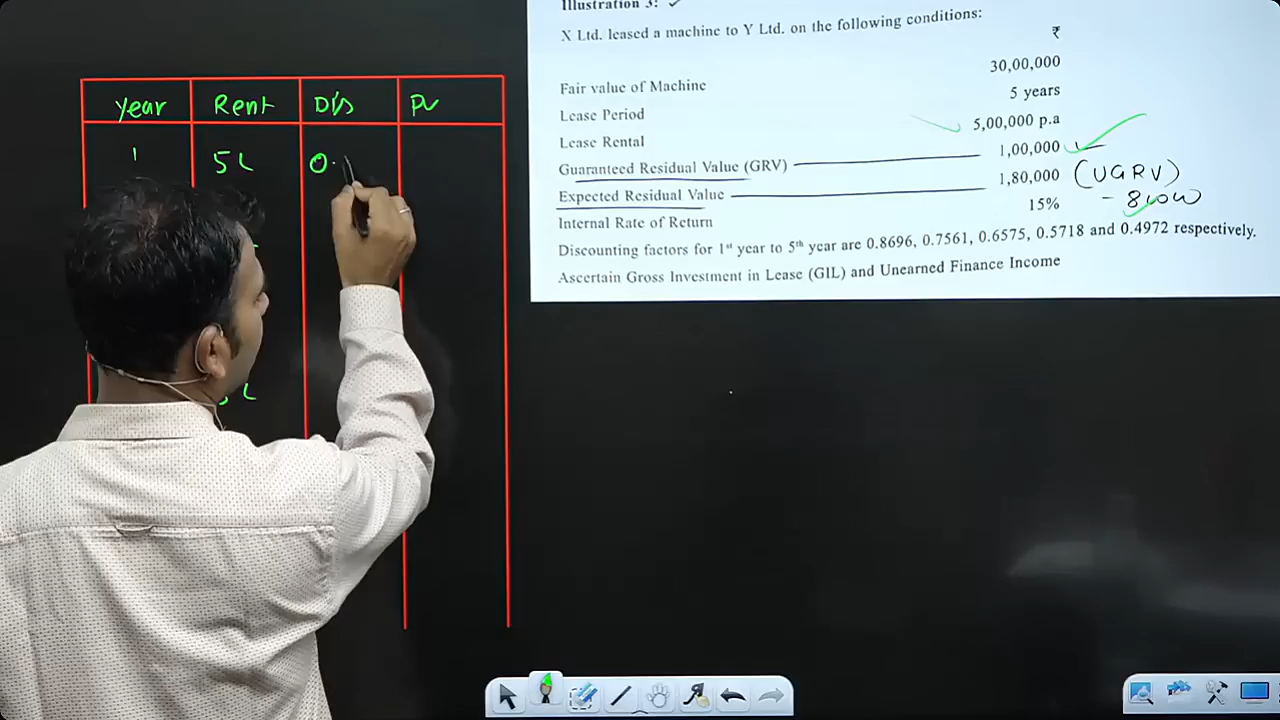 Illustration 3:
X Ltd. leased a machine to Y Ltd. on the following conditions:
₹
Fair value of Machine 30,00,000
Lease Period 5 years
Lease Rental 5,00,000 p.a
Guaranteed Residual Value (GRV) 1,00,000
Expected Residual Value 1,80,000 (UGRV)
Internal Rate of Return 15%
Discounting factors for 1st year to 5th year are 0.8696, 0.7561, 0.6575, 0.5718 and 0.4972 respectively.
Ascertain Gross Investment in Lease (GIL) and Unearned Finance Income
Year Rent Dis PV
1 5L 0.